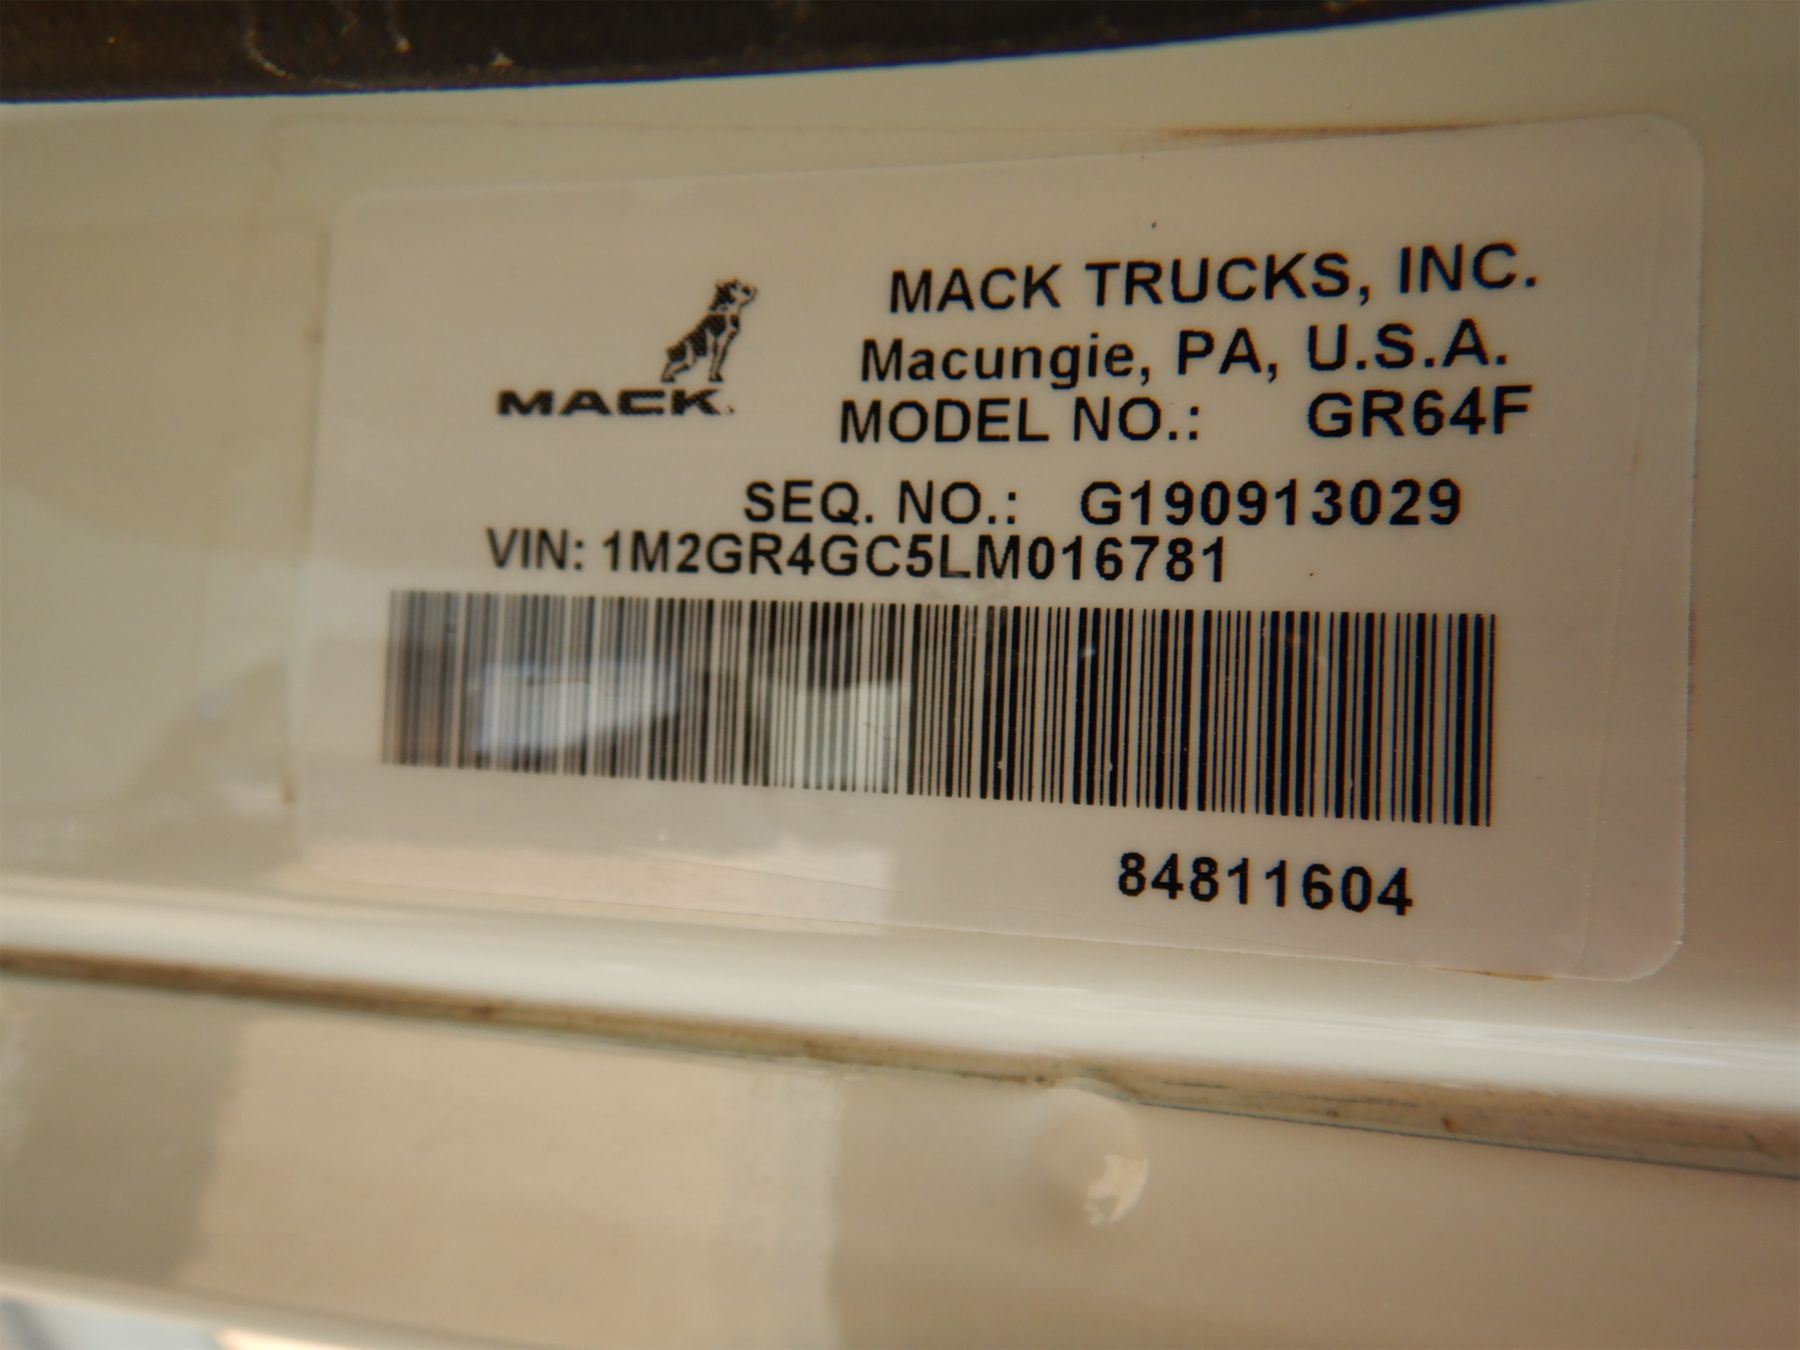 MACK TRUCKS, INC.
Macungie, PA, U.S.A.
MACK
MODEL NO.: GR64F
SEQ. NO.: G190913029
VIN: 1M2GR4GC5LM016781
84811604